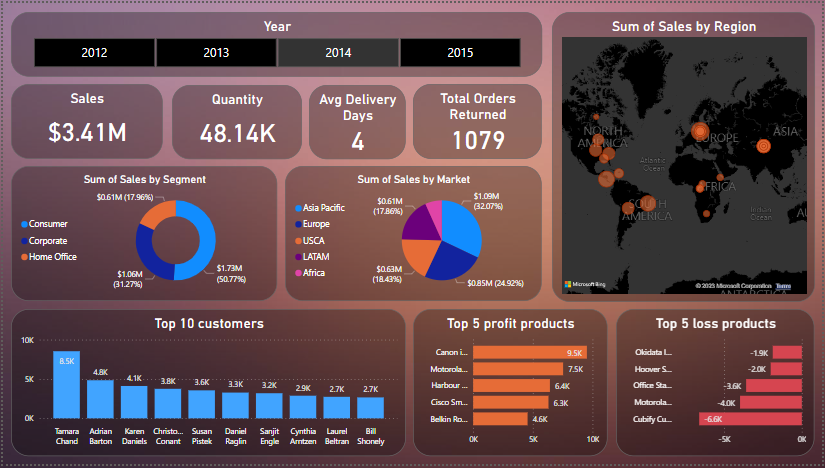 Year
2012
2013
2014
2015
Sales
$3.41M
Quantity
48.14K
Avg Delivery
Days
4
Total Orders
Returned
1079
Sum of Sales by Region
NORTH
AMERICA
EUROPE
ASIA
Atlantic
Ocean
AFRICA
SOUTH
AMERICA
Indian
Ocean
AU
Microsoft Bing
© 2023 Microsoft Corporation Terms
ANTARCTICA
Sum of Sales by Segment
Consumer
Corporate
Home Office
$0.61M (17.96%)
$1.06M
(31.27%)
$1.73M
(50.77%)
Sum of Sales by Market
Asia Pacific
Europe
USCA
LATAM
Africa
$0.61M
(17.86%)
$1.09M
(32.07%)
$0.63M
(18.43%)
$0.85M (24.92%)
Top 10 customers
10K
5K
0K
8.5K
4.8K
4.1K
3.8K
3.6K
3.3K
3.2K
2.9K
2.7K
2.7K
Tamara
Chand
Adrian
Barton
Karen
Daniels
Christo...
Conant
Susan
Pistek
Daniel
Raglin
Sanjit
Engle
Cynthia
Arntzen
Laurel
Beltran
Bill
Shonely
Top 5 profit products
Canon i... 9.5K
Motorola... 7.5K
Harbour ... 6.4K
Cisco Sm... 6.3K
Belkin Ro... 4.6K
0K 5K 10K
Top 5 loss products
Okidata I... -1.9K
Hoover S... -2.0K
Office Sta... -3.6K
Motorola... -4.0K
Cubify Cu... -6.6K
-5K 0K